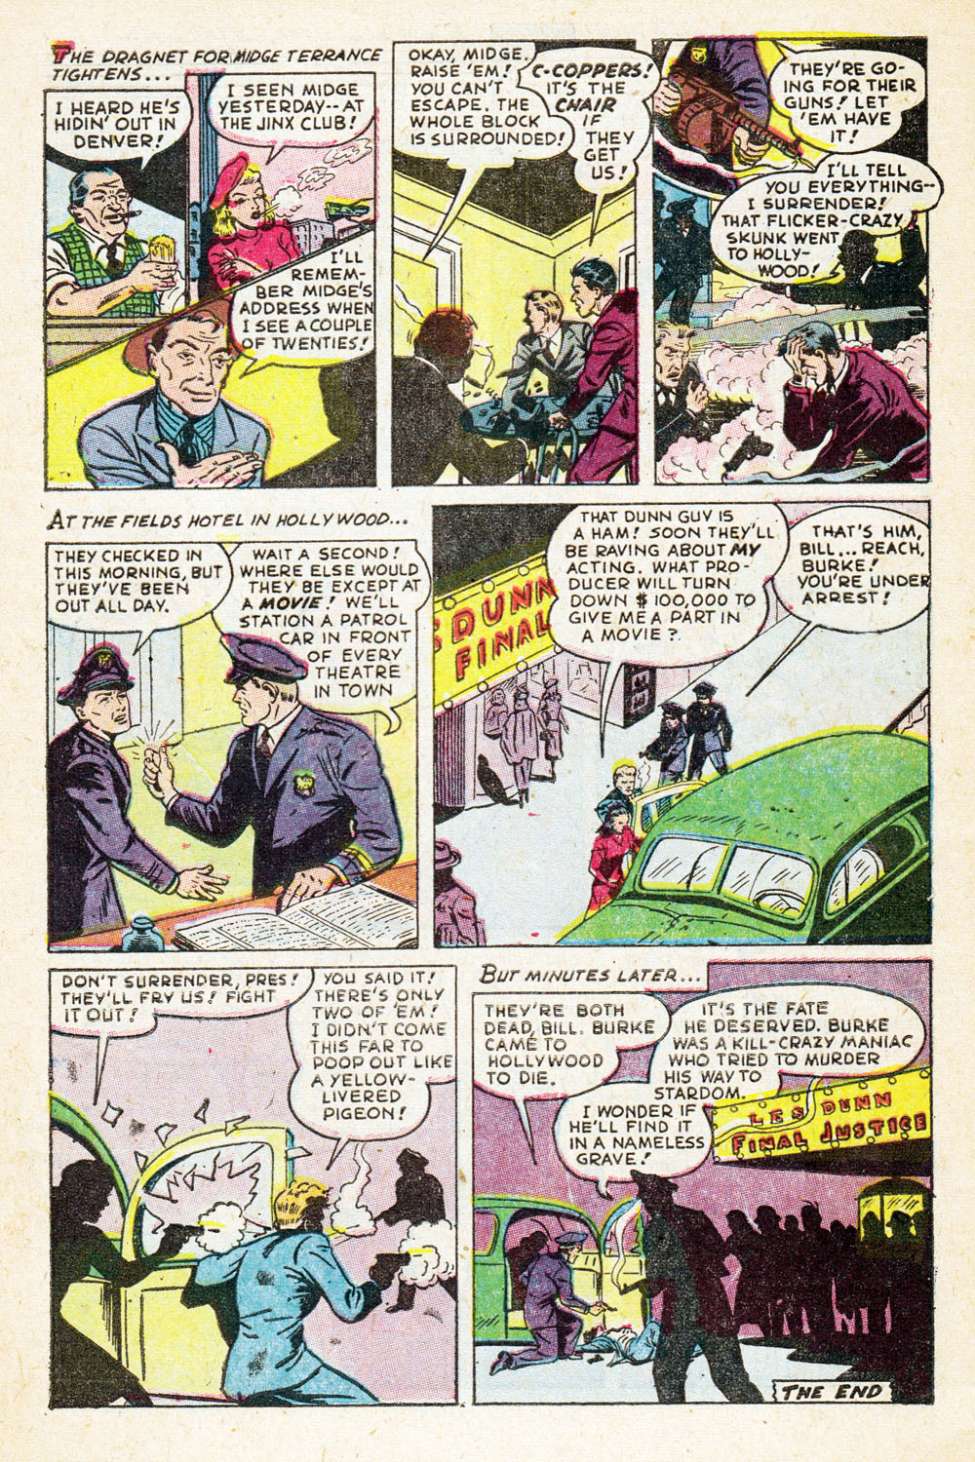 THE DRAGNET FOR MIDGE TERRANCE
TIGHTENS...
I HEARD HE'S
HIDIN' OUT IN
DENVER!
I SEEN MIDGE
YESTERDAY--AT
THE JINX CLUB!
I'LL
REMEM-
BER MIDGE'S
ADDRESS WHEN
I SEE A COUPLE
OF TWENTIES!
OKAY, MIDGE.
RAISE 'EM!
YOU CAN'T
ESCAPE. THE
WHOLE BLOCK
IS SURROUNDED!
C-COPPERS!
IT'S THE
CHAIR
IF
THEY
GET
US!
THEY'RE GO-
ING FOR THEIR
GUNS! LET
'EM HAVE
IT!
I'LL TELL
YOU EVERYTHING--
I SURRENDER!
THAT FLICKER-CRAZY
SKUNK WENT
TO HOLLY-
WOOD!
AT THE FIELDS HOTEL IN HOLLYWOOD...
THEY CHECKED IN
THIS MORNING, BUT
THEY'VE BEEN
OUT ALL DAY.
WAIT A SECOND!
WHERE ELSE WOULD
THEY BE EXCEPT AT
A MOVIE! WE'LL
STATION A PATROL
CAR IN FRONT
OF EVERY
THEATRE
IN TOWN
THAT DUNN GUY IS
A HAM! SOON THEY'LL
BE RAVING ABOUT MY
ACTING. WHAT PRO-
DUCER WILL TURN
DOWN $100,000 TO
GIVE ME A PART IN
A MOVIE?
THAT'S HIM,
BILL... REACH,
BURKE!
YOU'RE UNDER
ARREST!
S DUNN
FINAL
DON'T SURRENDER, PRES!
THEY'LL FRY US! FIGHT
IT OUT!
YOU SAID IT!
THERE'S ONLY
TWO OF 'EM!
I DIDN'T COME
THIS FAR TO
POOP OUT LIKE
A YELLOW-
LIVERED
PIGEON!
BUT MINUTES LATER...
THEY'RE BOTH
DEAD, BILL. BURKE
CAME TO
HOLLYWOOD
TO DIE.
IT'S THE FATE
HE DESERVED. BURKE
WAS A KILL-CRAZY MANIAC
WHO TRIED TO MURDER
HIS WAY TO
STARDOM.
I WONDER IF
HE'LL FIND IT
IN A NAMELESS
GRAVE!
LES DUNN
FINAL JUSTICE
THE END